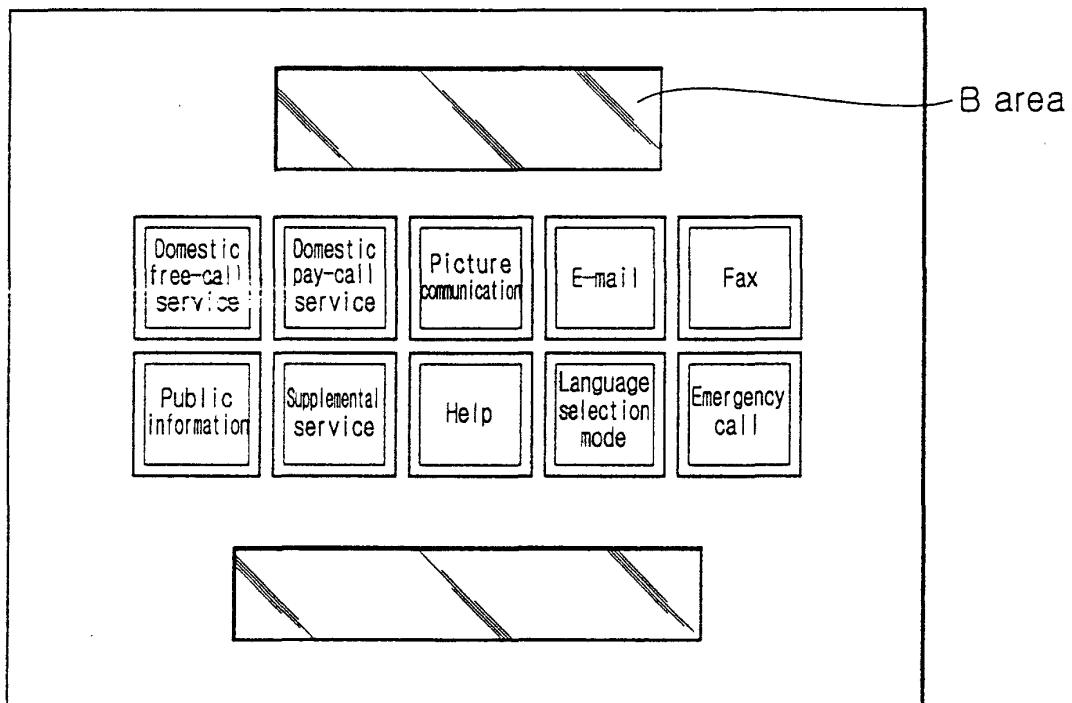 B area
Domestic
free-call
service
Domestic
pay-call
service
Picture
communication
E-mail
Fax
Public
information
Supplemental
service
Help
Language
selection
mode
Emergency
call